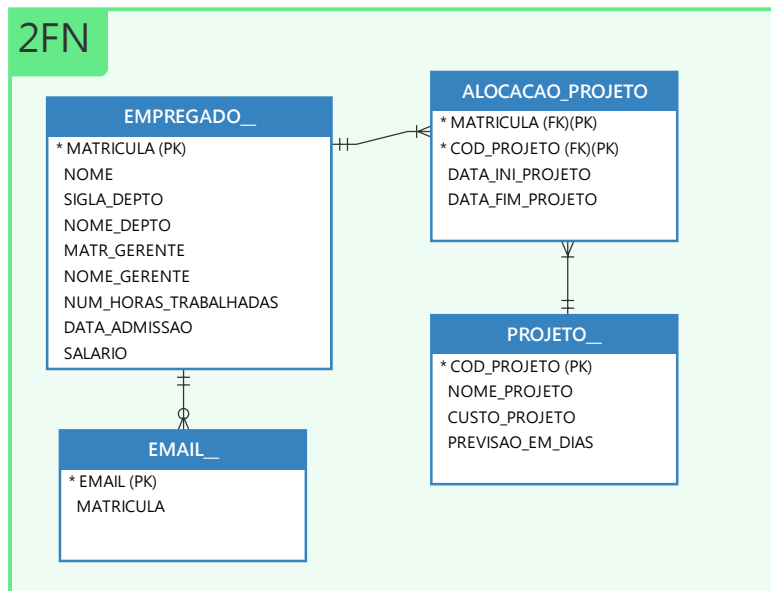 2FN
EMPREGADO__
* MATRICULA (PK)
NOME
SIGLA_DEPTO
NOME_DEPTO
MATR_GERENTE
NOME_GERENTE
NUM_HORAS_TRABALHADAS
DATA_ADMISSAO
SALARIO
ALOCACAO_PROJETO
* MATRICULA (FK)(PK)
* COD_PROJETO (FK)(PK)
DATA_INI_PROJETO
DATA_FIM_PROJETO
PROJETO__
* COD_PROJETO (PK)
NOME_PROJETO
CUSTO_PROJETO
PREVISAO_EM_DIAS
EMAIL__
* EMAIL (PK)
MATRICULA